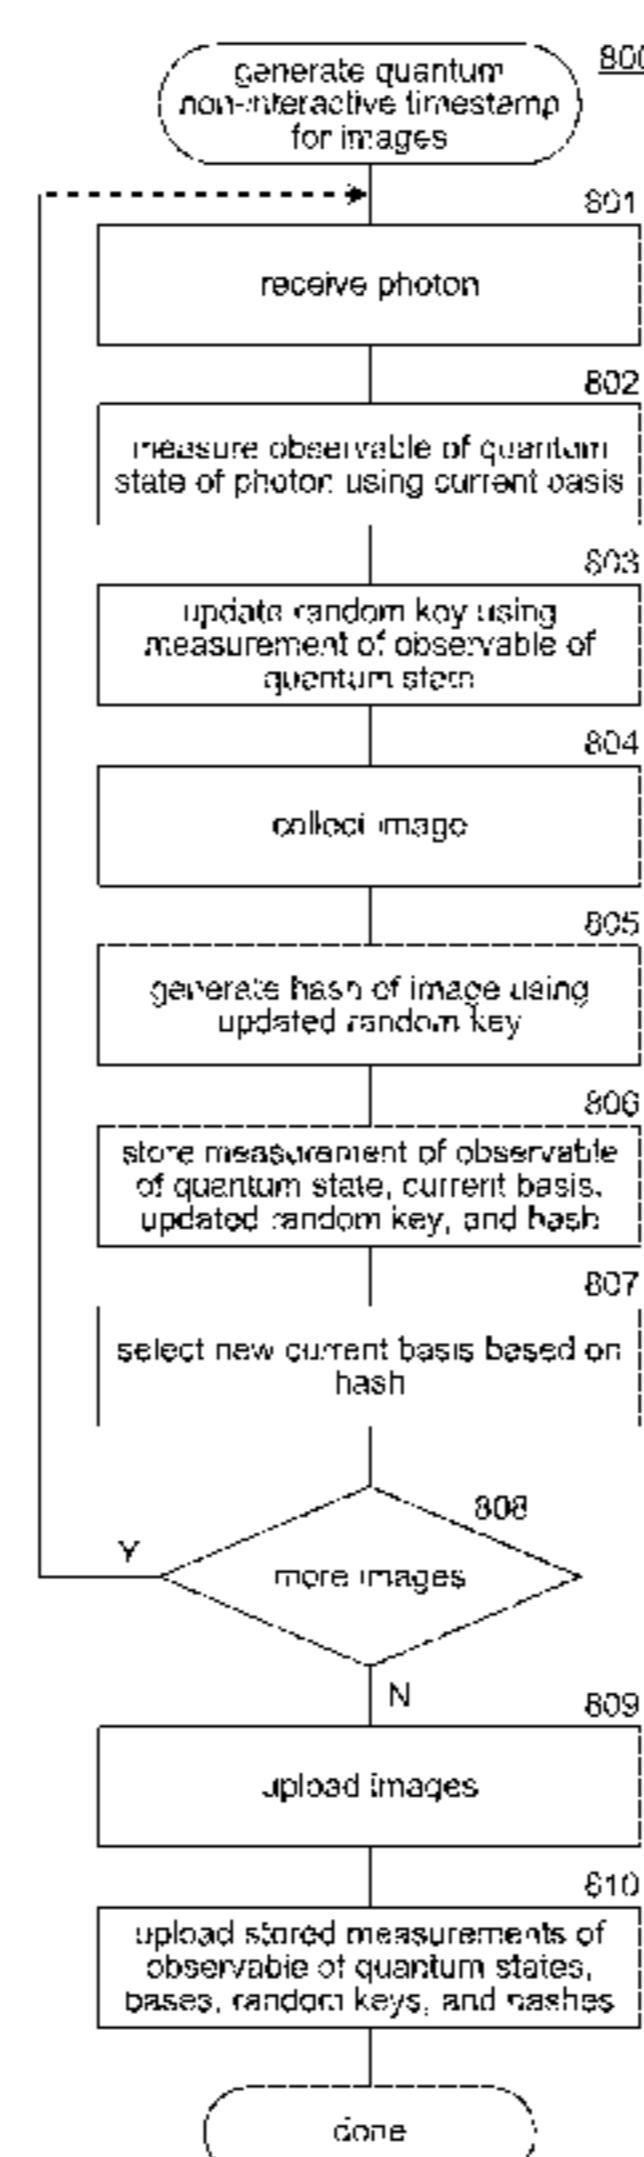 800
generate quantum
non-interactive timestamp
for images
801
receive photon
802
measure observable of quantum
state of photon using current basis
803
update random key using
measurement of observable of
quantum state
804
collect image
805
generate hash of image using
updated random key
806
store measurement of observable
of quantum state, current basis,
updated random key, and hash
807
select new current basis based on
hash
808
more images
Y
N
809
upload images
810
upload stored measurements of
observable of quantum states,
bases, random keys, and hashes
done